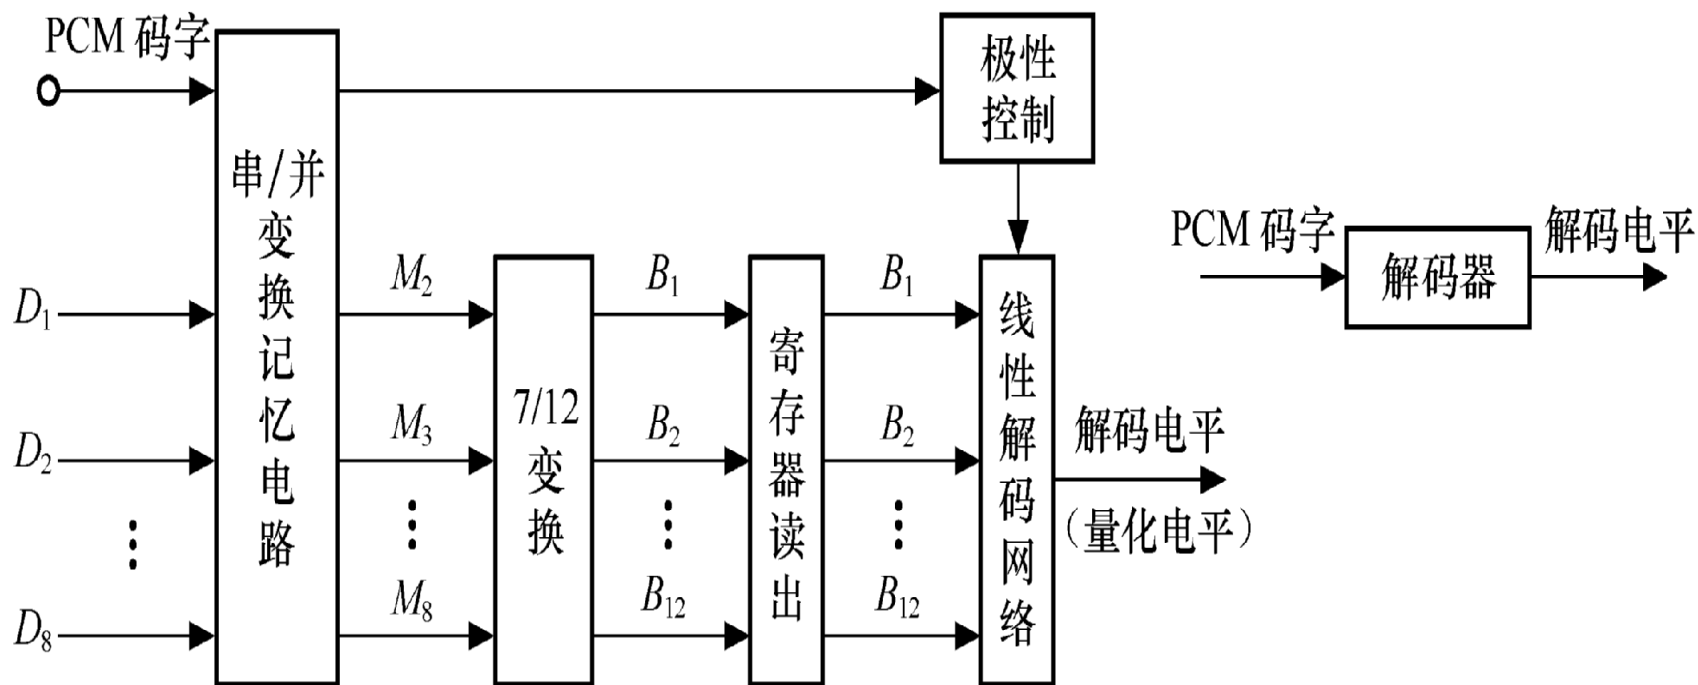 PCM 码字
极性
控制
串/并
变换记忆电路
PCM 码字
解码电平
解码器
D₁
M₂
B₁
B₁
D₂
M₃
B₂
B₂
7/12
变换
寄存器读出
线性解码网络
解码电平
(量化电平)
D₈
M₈
B₁₂
B₁₂